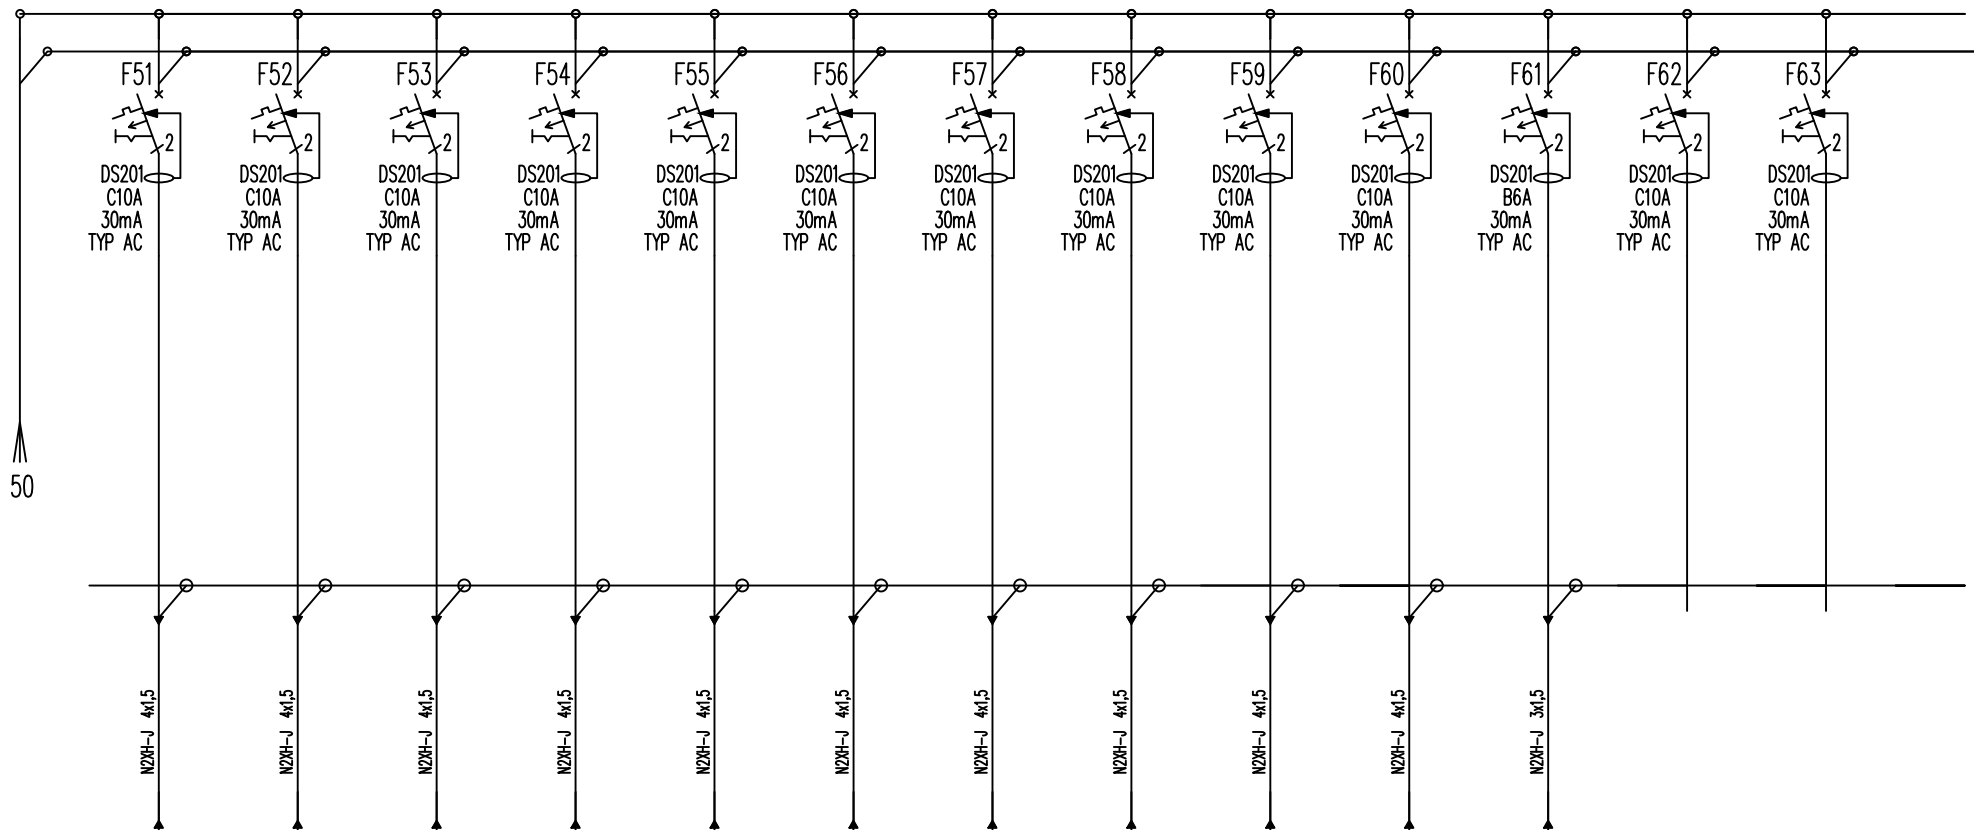 F51 F52 F53 F54 F55 F56 F57 F58 F59 F60 F61 F62 F63
2 2 2 2 2 2 2 2 2 2 2 2 2
DS201 DS201 DS201 DS201 DS201 DS201 DS201 DS201 DS201 DS201 DS201 DS201 DS201
C10A C10A C10A C10A C10A C10A C10A C10A C10A C10A B6A C10A C10A
30mA 30mA 30mA 30mA 30mA 30mA 30mA 30mA 30mA 30mA 30mA 30mA 30mA
TYP AC TYP AC TYP AC TYP AC TYP AC TYP AC TYP AC TYP AC TYP AC TYP AC TYP AC TYP AC TYP AC
50
N2XH-J 4x1,5
N2XH-J 4x1,5
N2XH-J 4x1,5
N2XH-J 4x1,5
N2XH-J 4x1,5
N2XH-J 4x1,5
N2XH-J 4x1,5
N2XH-J 4x1,5
N2XH-J 4x1,5
N2XH-J 4x1,5
N2XH-J 3x1,5